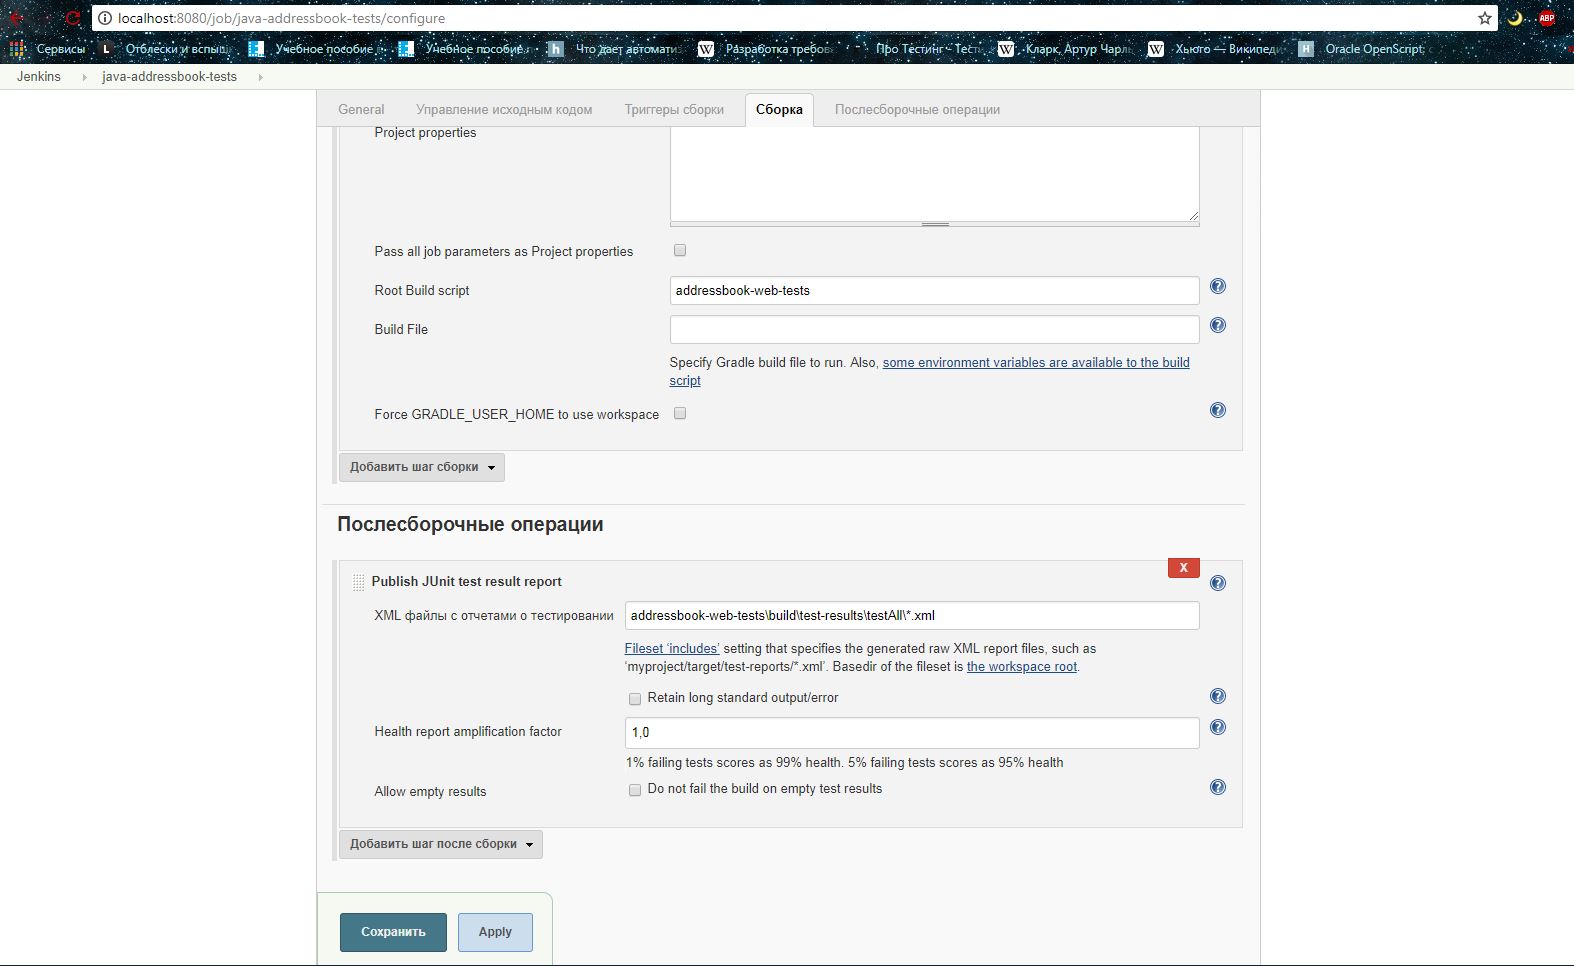 localhost:8080/job/java-addressbook-tests/configure
ABP
Сервисы
L Отблески и вспыш
Учебное пособие д
Учебное пособие.п
h Что дает автомати
W Разработка требов
Про Тестинг - Тест
W Кларк, Артур Чарль
W Хьюго — Википеди
H Oracle OpenScript: с
Jenkins
java-addressbook-tests
General
Управление исходным кодом
Триггеры сборки
Сборка
Послесборочные операции
Project properties
Pass all job parameters as Project properties
Root Build script
addressbook-web-tests
Build File
Specify Gradle build file to run. Also, some environment variables are available to the build
script
Force GRADLE_USER_HOME to use workspace
Добавить шаг сборки
Послесборочные операции
X
Publish JUnit test result report
XML файлы с отчетами о тестировании
addressbook-web-tests\build\test-results\testAll\*.xml
Fileset ‘includes’ setting that specifies the generated raw XML report files, such as
‘myproject/target/test-reports/*.xml’. Basedir of the fileset is the workspace root.
Retain long standard output/error
Health report amplification factor
1,0
1% failing tests scores as 99% health. 5% failing tests scores as 95% health
Allow empty results
Do not fail the build on empty test results
Добавить шаг после сборки
Сохранить
Apply